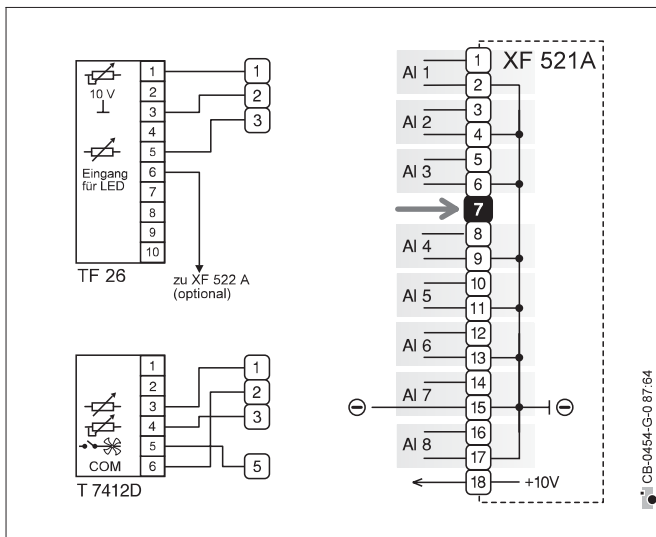 10 V
Eingang
für LED
1
2
3
4
5
6
7
8
9
10
TF 26
1
2
3
zu XF 522 A
(optional)
1
2
3
4
5
6
COM
T 7412D
1
2
3
5
XF 521A
AI 1
AI 2
AI 3
AI 4
AI 5
AI 6
AI 7
AI 8
1
2
3
4
5
6
7
8
9
10
11
12
13
14
15
16
17
18
+10V
CB-0454-G-0 87:64